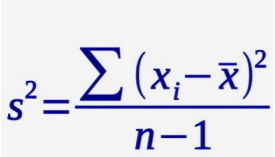 s² = ∑ (xᵢ − x̄)² / n − 1